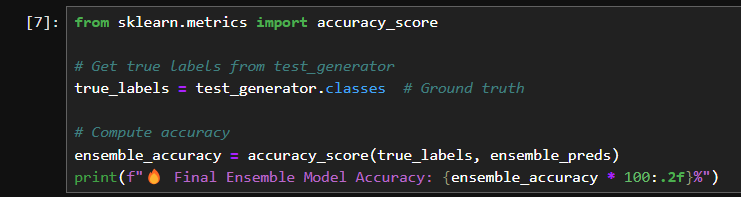 [7]: from sklearn.metrics import accuracy_score
# Get true labels from test_generator
true_labels = test_generator.classes  # Ground truth
# Compute accuracy
ensemble_accuracy = accuracy_score(true_labels, ensemble_preds)
print(f"🔥 Final Ensemble Model Accuracy: {ensemble_accuracy * 100:.2f}%")